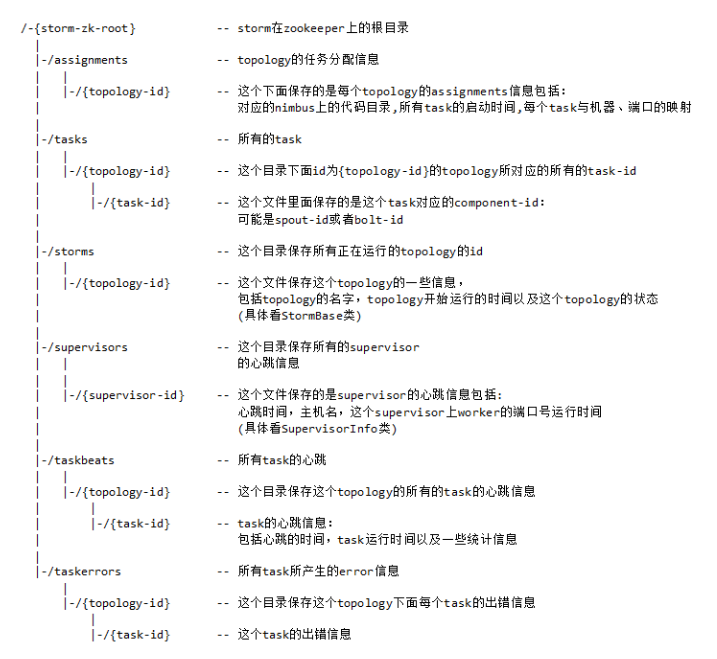 /-{storm-zk-root} -- storm在zookeeper上的根目录
|
|-/assignments -- topology的任务分配信息
| |
| |-/{topology-id} -- 这个下面保存的是每个topology的assignments信息包括:
| 对应的nimbus上的代码目录,所有task的启动时间,每个task与机器、端口的映射
|
|-/tasks -- 所有的task
| |
| |-/{topology-id} -- 这个目录下面id为{topology-id}的topology所对应的所有的task-id
| |
| |-/{task-id} -- 这个文件里面保存的是这个task对应的component-id:
| 可能是spout-id或者bolt-id
|
|-/storms -- 这个目录保存所有正在运行的topology的id
| |
| |-/{topology-id} -- 这个文件保存这个topology的一些信息,
| 包括topology的名字，topology开始运行的时间以及这个topology的状态
| (具体看StormBase类)
|
|-/supervisors -- 这个目录保存所有的supervisor
| | 的心跳信息
| |
| |-/{supervisor-id} -- 这个文件保存的是supervisor的心跳信息包括:
| 心跳时间，主机名，这个supervisor上worker的端口号运行时间
| (具体看SupervisorInfo类)
|
|-/taskbeats -- 所有task的心跳
| |
| |-/{topology-id} -- 这个目录保存这个topology的所有的task的心跳信息
| |
| |-/{task-id} -- task的心跳信息:
| 包括心跳的时间，task运行时间以及一些统计信息
|
|-/taskerrors -- 所有task所产生的error信息
|
|-/{topology-id} -- 这个目录保存这个topology下面每个task的出错信息
|
|-/{task-id} -- 这个task的出错信息